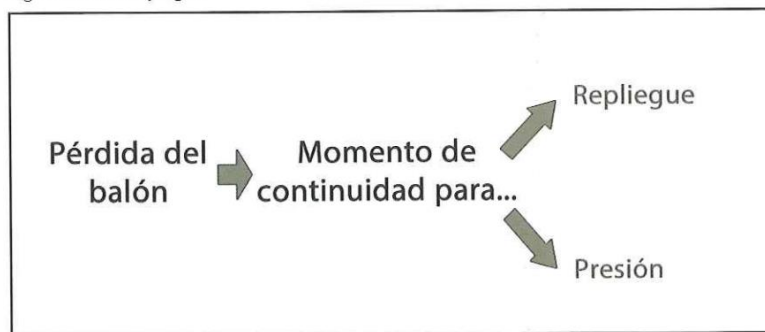 Pérdida del
balón
Momento de
continuidad para...
Repliegue
Presión